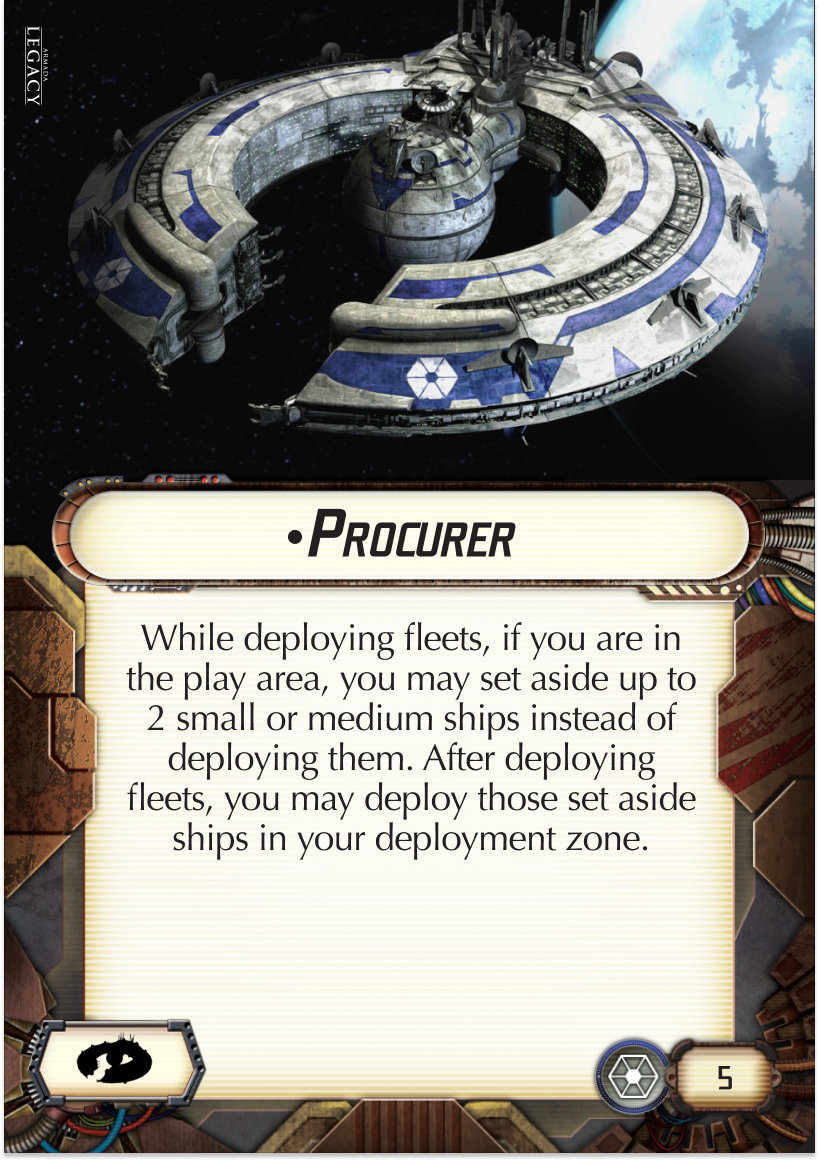 ARMADA
LEGACY
•PROCURER
While deploying fleets, if you are in
the play area, you may set aside up to
2 small or medium ships instead of
deploying them. After deploying
fleets, you may deploy those set aside
ships in your deployment zone.
5